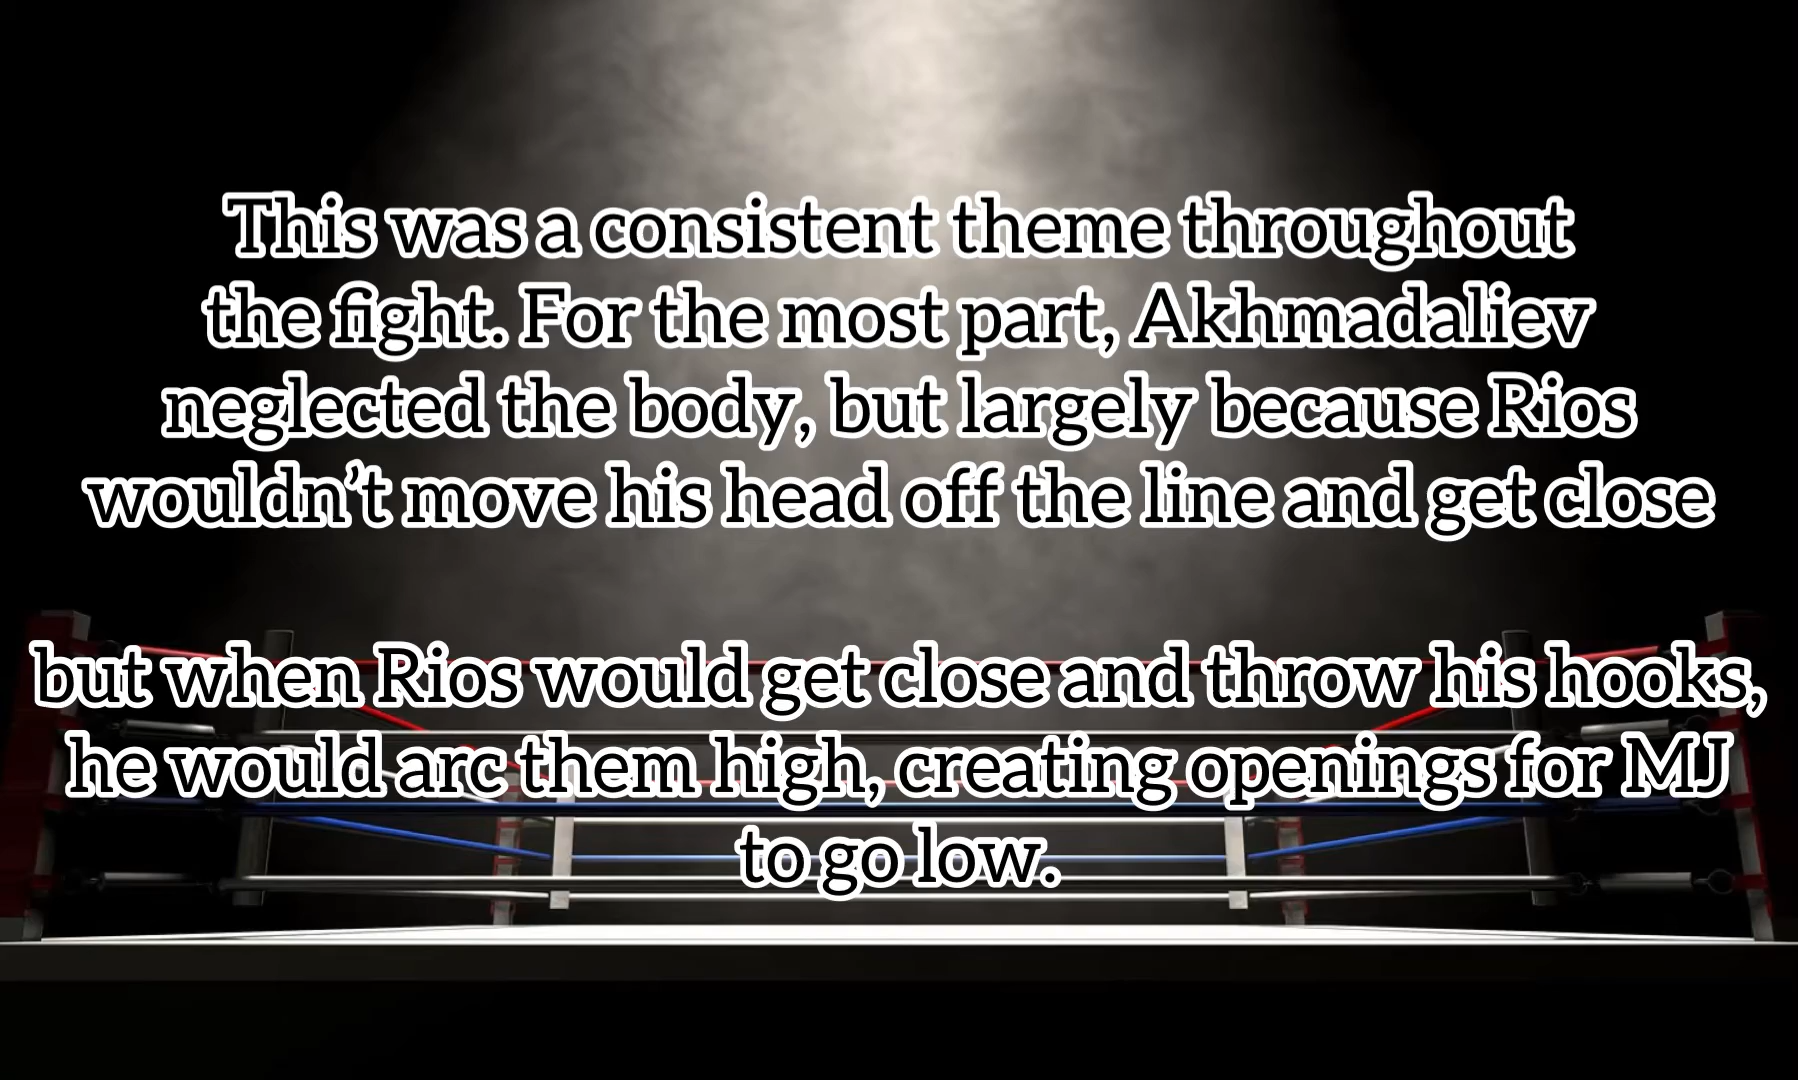 This was a consistent theme throughout
the fight. For the most part, Akhmadaliev
neglected the body, but largely because Rios
wouldn’t move his head off the line and get close
but when Rios would get close and throw his hooks,
he would arc them high, creating openings for MJ
to go low.